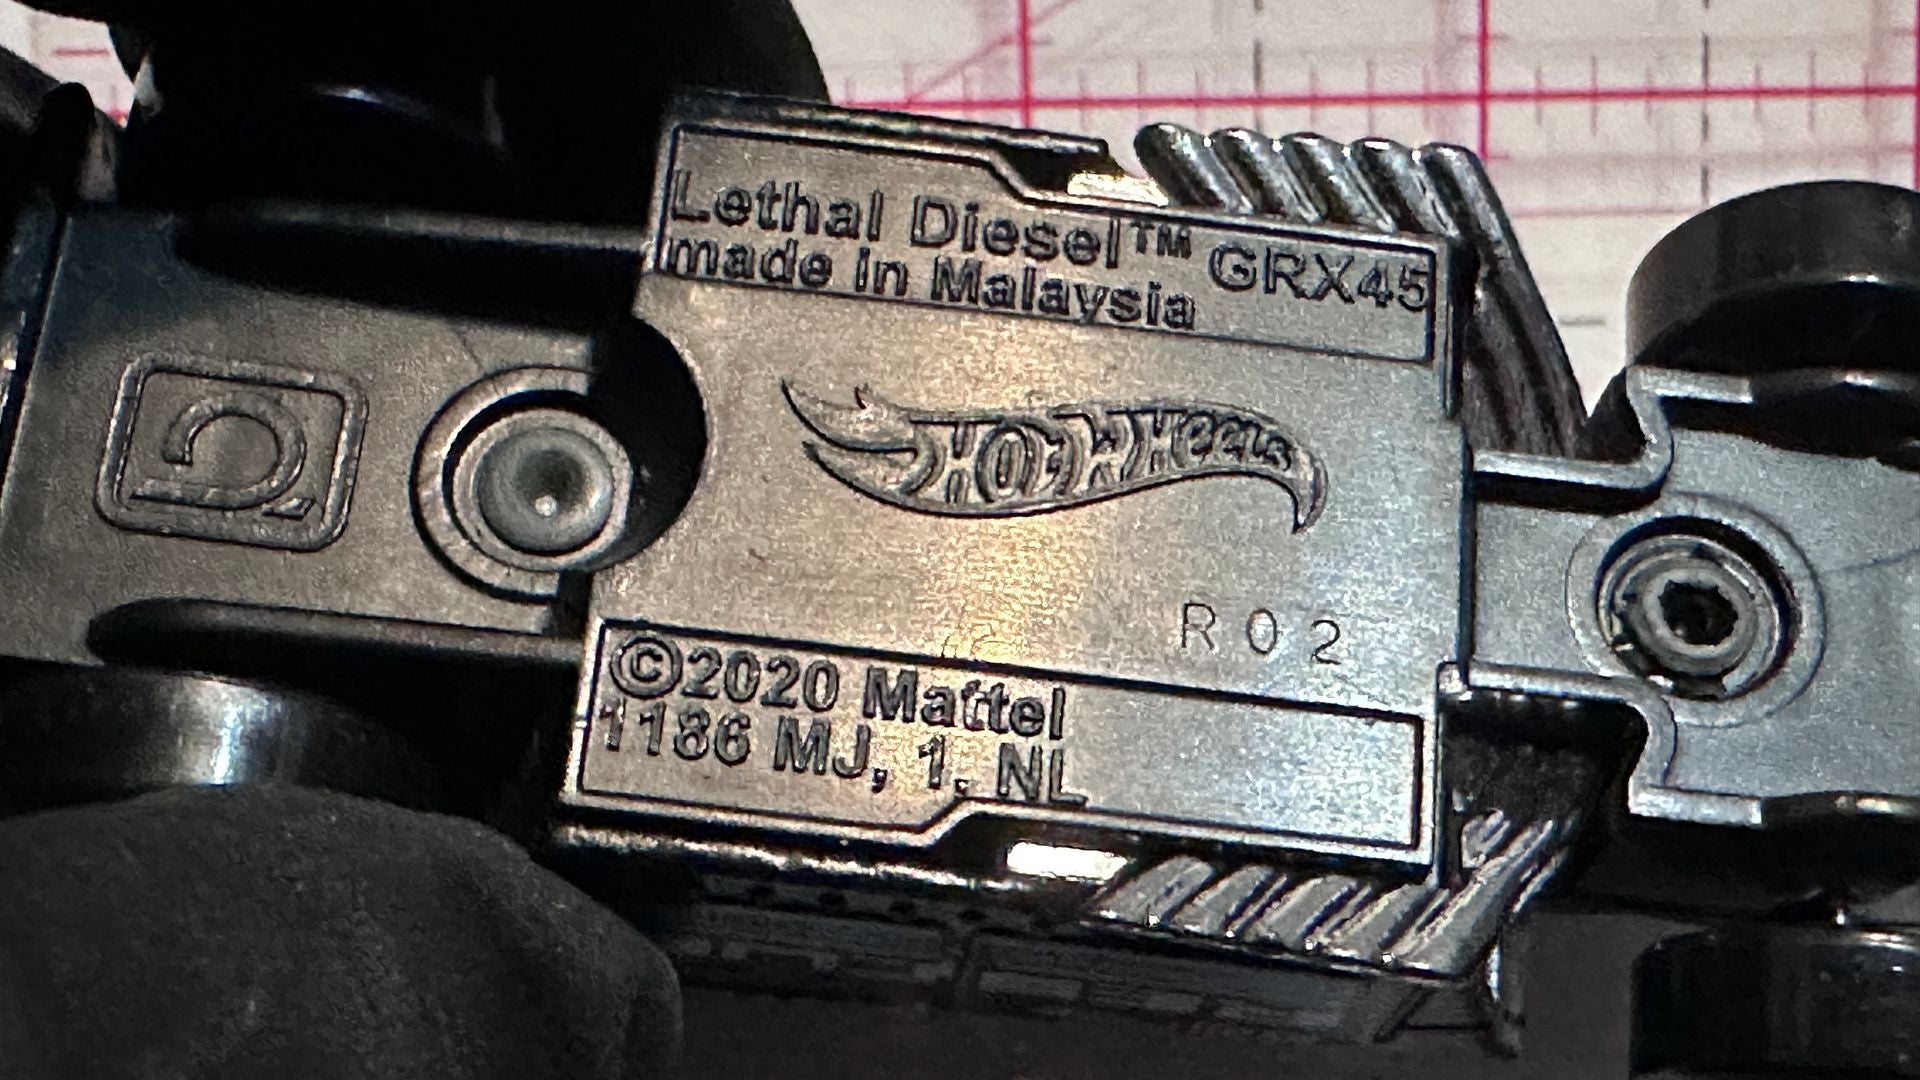 Lethal Diesel™ GRX45
made in Malaysia
HOT WHEELS
R02
©2020 Mattel
1186 MJ, 1, NL